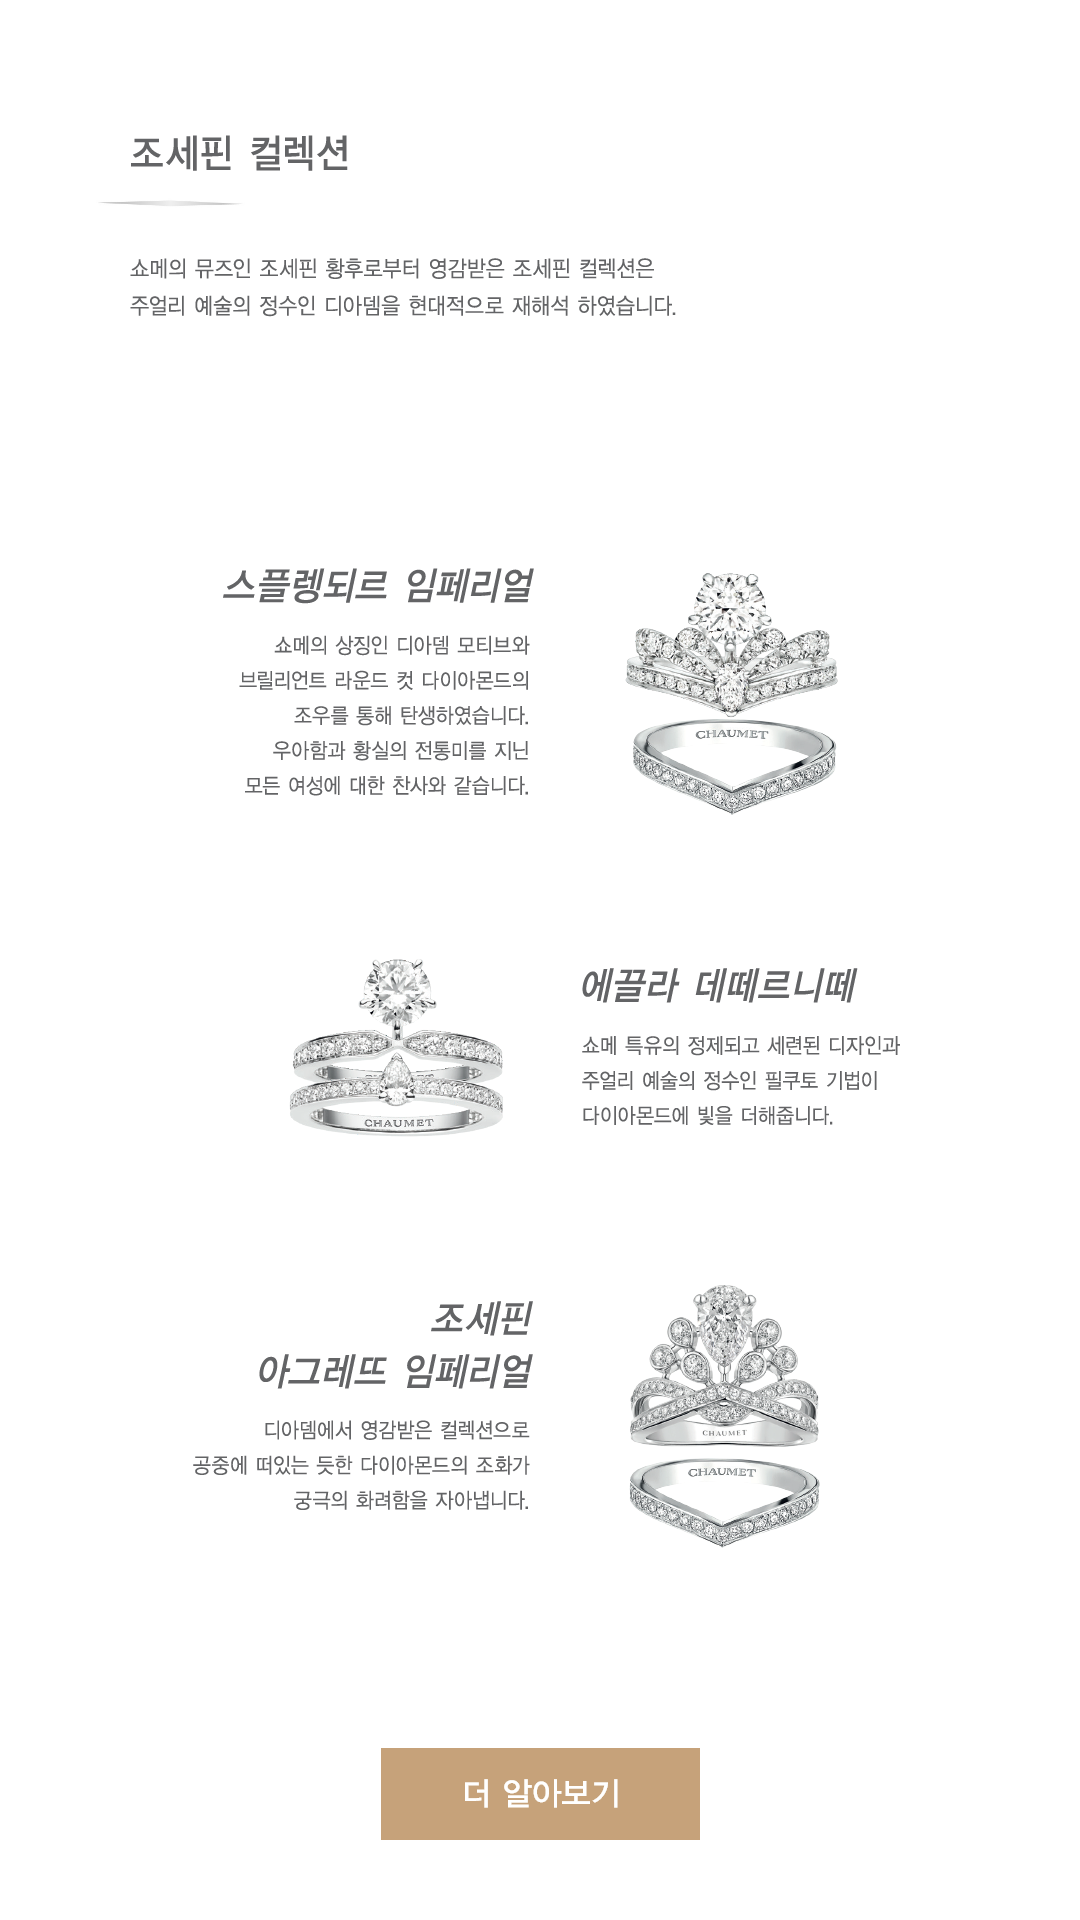 조세핀 컬렉션
쇼메의 뮤즈인 조세핀 황후로부터 영감받은 조세핀 컬렉션은
주얼리 예술의 정수인 디아뎀을 현대적으로 재해석 하였습니다.
스플렝되르 임페리얼
쇼메의 상징인 디아뎀 모티브와
브릴리언트 라운드 컷 다이아몬드의
조우를 통해 탄생하였습니다.
우아함과 황실의 전통미를 지닌
모든 여성에 대한 찬사와 같습니다.
CHAUMET
에끌라 데떼르니떼
쇼메 특유의 정제되고 세련된 디자인과
주얼리 예술의 정수인 필쿠토 기법이
다이아몬드에 빛을 더해줍니다.
CHAUMET
조세핀
아그레뜨 임페리얼
디아뎀에서 영감받은 컬렉션으로
공중에 떠있는 듯한 다이아몬드의 조화가
궁극의 화려함을 자아냅니다.
CHAUMET
CHAUMET
더 알아보기